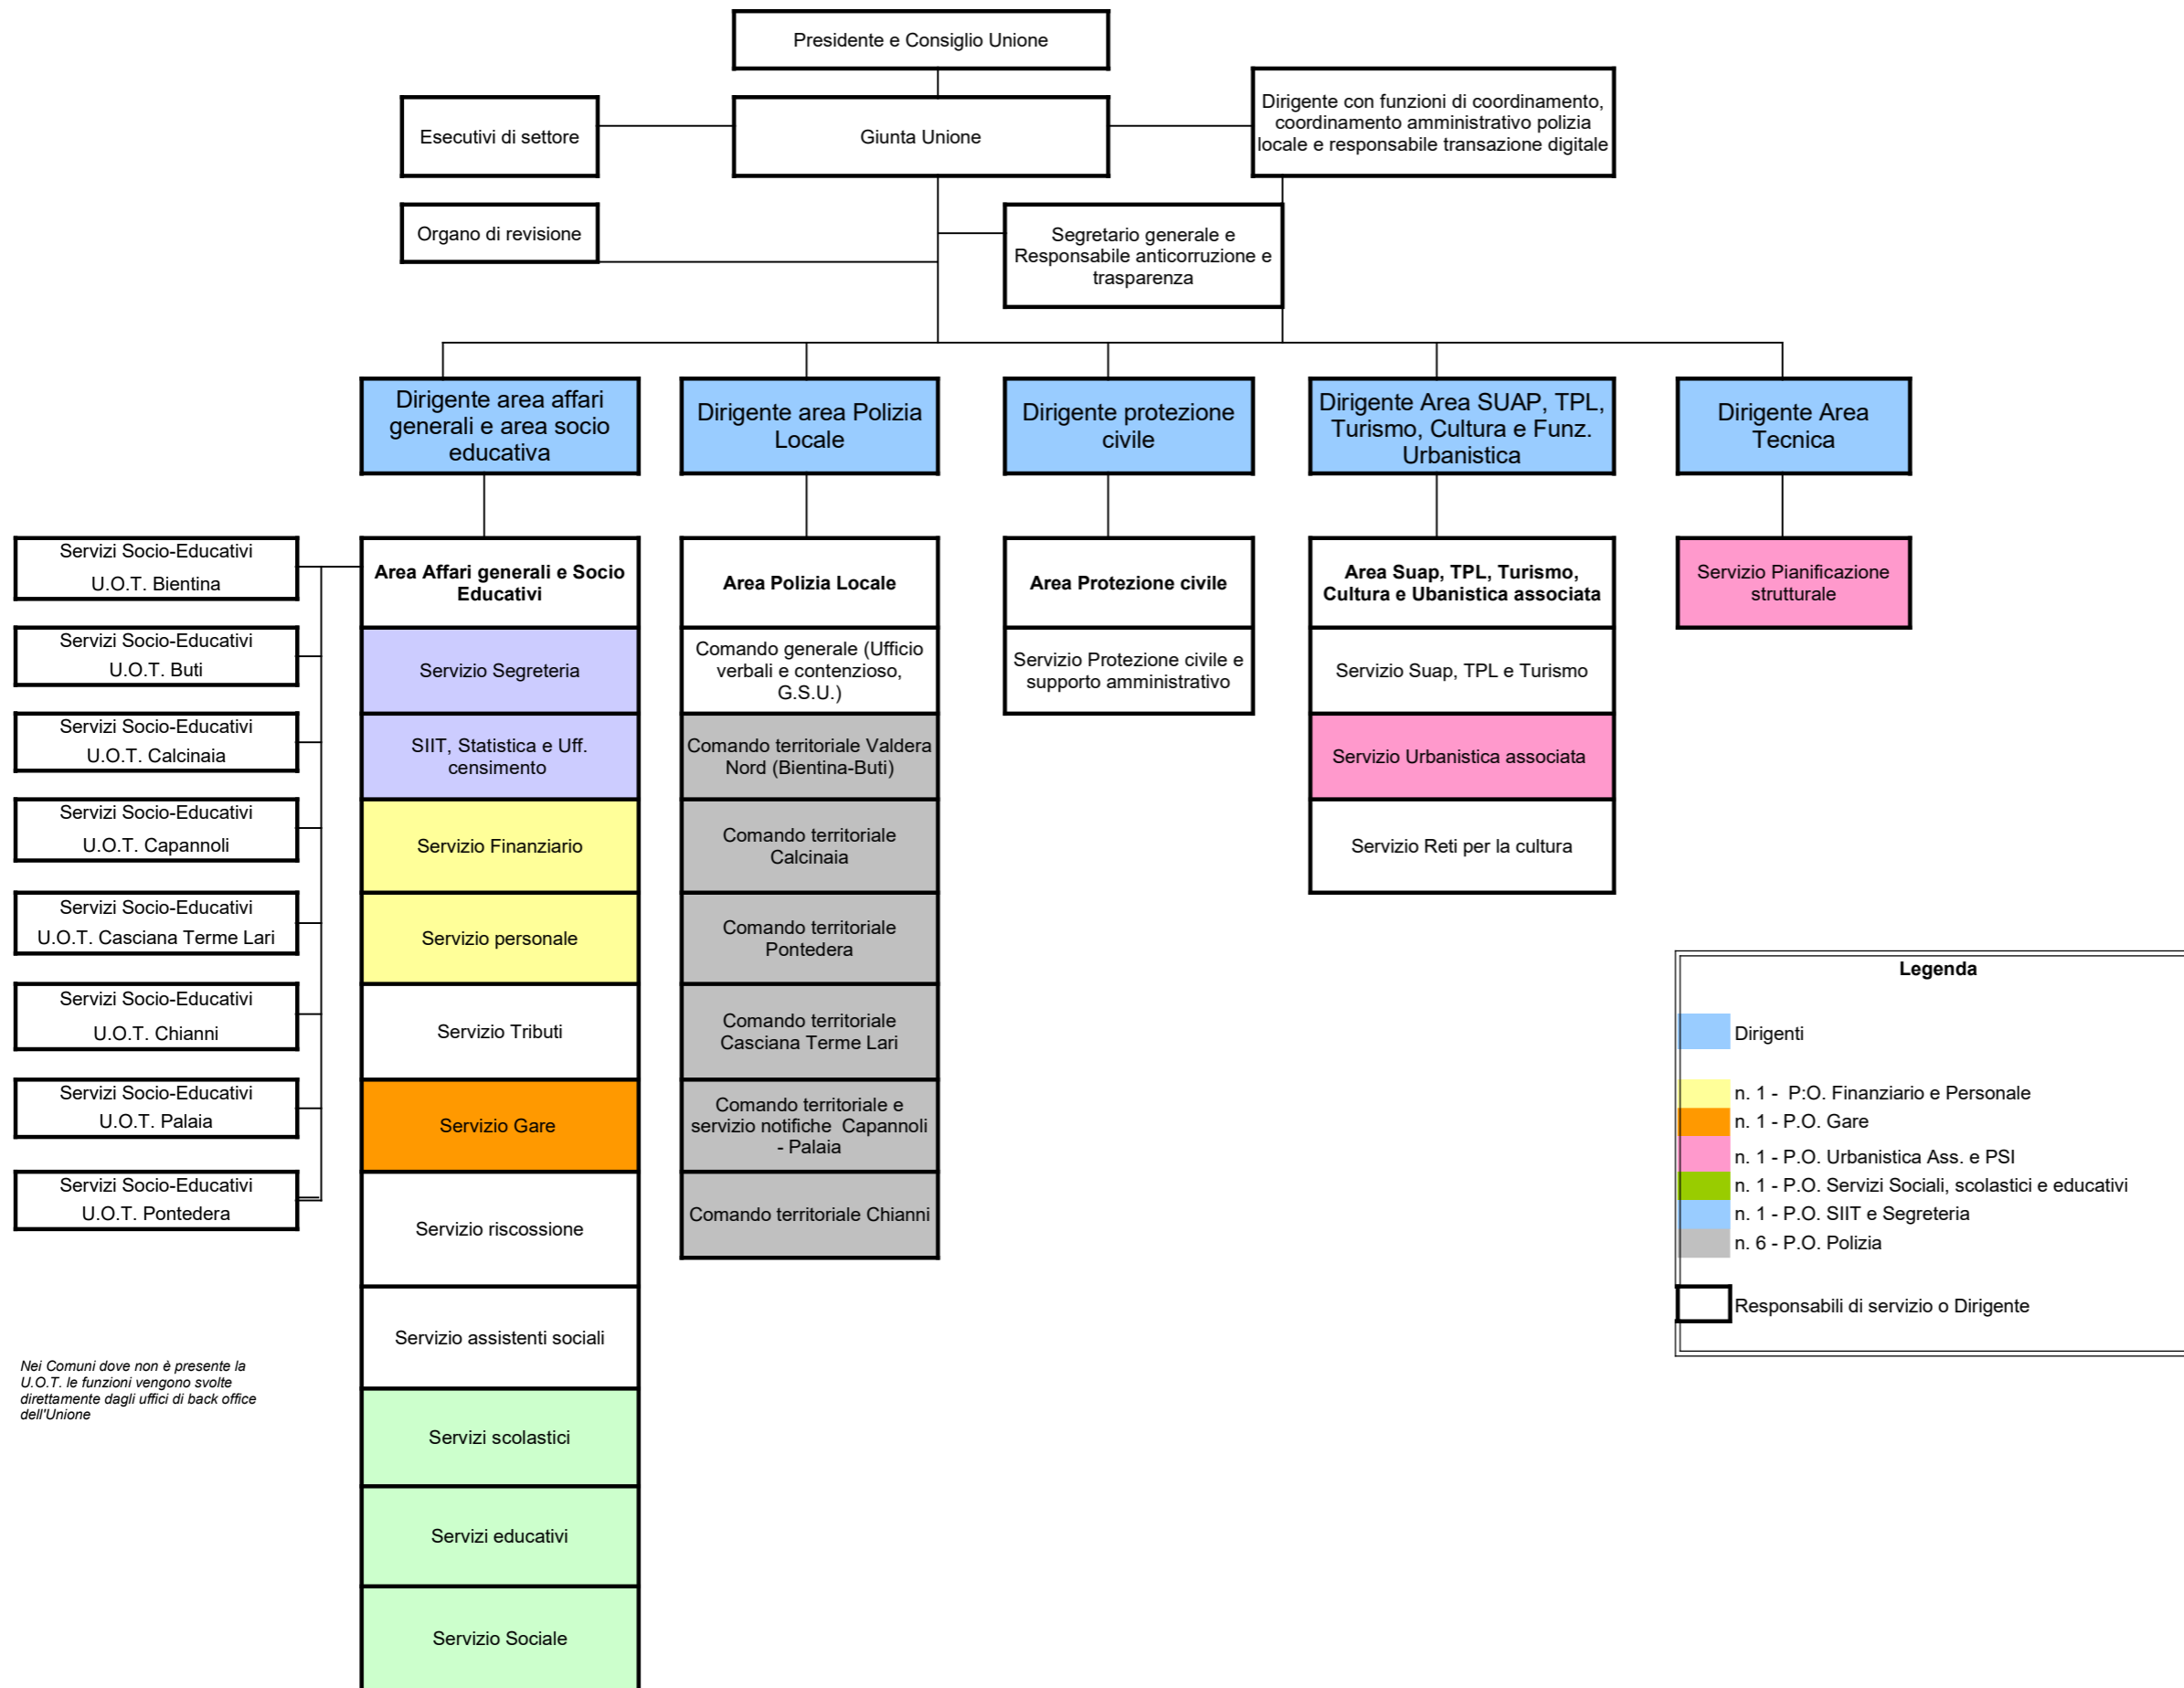 Presidente e Consiglio Unione
Esecutivi di settore
Giunta Unione
Dirigente con funzioni di coordinamento,
coordinamento amministrativo polizia
locale e responsabile transazione digitale
Organo di revisione
Segretario generale e
Responsabile anticorruzione e
trasparenza
Dirigente area affari
generali e area socio
educativa
Dirigente area Polizia
Locale
Dirigente protezione
civile
Dirigente Area SUAP, TPL,
Turismo, Cultura e Funz.
Urbanistica
Dirigente Area
Tecnica
Servizi Socio-Educativi
U.O.T. Bientina
Servizi Socio-Educativi
U.O.T. Buti
Servizi Socio-Educativi
U.O.T. Calcinaia
Servizi Socio-Educativi
U.O.T. Capannoli
Servizi Socio-Educativi
U.O.T. Casciana Terme Lari
Servizi Socio-Educativi
U.O.T. Chianni
Servizi Socio-Educativi
U.O.T. Palaia
Servizi Socio-Educativi
U.O.T. Pontedera
Nei Comuni dove non è presente la
U.O.T. le funzioni vengono svolte
direttamente dagli uffici di back office
dell'Unione
Area Affari generali e Socio
Educativi
Servizio Segreteria
SIIT, Statistica e Uff.
censimento
Servizio Finanziario
Servizio personale
Servizio Tributi
Servizio Gare
Servizio riscossione
Servizio assistenti sociali
Servizi scolastici
Servizi educativi
Servizio Sociale
Area Polizia Locale
Comando generale (Ufficio
verbali e contenzioso,
G.S.U.)
Comando territoriale Valdera
Nord (Bientina-Buti)
Comando territoriale
Calcinaia
Comando territoriale
Pontedera
Comando territoriale
Casciana Terme Lari
Comando territoriale e
servizio notifiche  Capannoli
- Palaia
Comando territoriale Chianni
Area Protezione civile
Servizio Protezione civile e
supporto amministrativo
Area Suap, TPL, Turismo,
Cultura e Ubanistica associata
Servizio Suap, TPL e Turismo
Servizio Urbanistica associata
Servizio Reti per la cultura
Servizio Pianificazione
strutturale
Legenda
Dirigenti
n. 1 -  P:O. Finanziario e Personale
n. 1 - P.O. Gare
n. 1 - P.O. Urbanistica Ass. e PSI
n. 1 - P.O. Servizi Sociali, scolastici e educativi
n. 1 - P.O. SIIT e Segreteria
n. 6 - P.O. Polizia
Responsabili di servizio o Dirigente